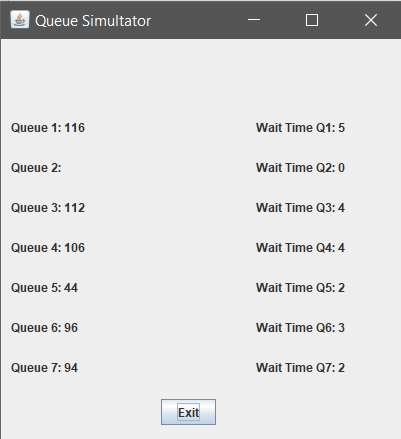 Queue Simultator
Queue 1: 116 Wait Time Q1: 5
Queue 2: Wait Time Q2: 0
Queue 3: 112 Wait Time Q3: 4
Queue 4: 106 Wait Time Q4: 4
Queue 5: 44 Wait Time Q5: 2
Queue 6: 96 Wait Time Q6: 3
Queue 7: 94 Wait Time Q7: 2
Exit